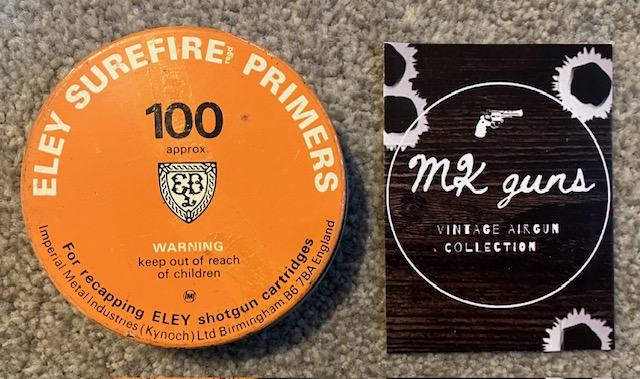 ELEY SUREFIRE regd PRIMERS
100
approx.
EBL
WARNING
keep out of reach
of children
IMI
For recapping ELEY shotgun cartridges
Imperial Metal Industries (Kynoch) Ltd Birmingham B6 7BA England
MK guns
VINTAGE AIRGUN
COLLECTION